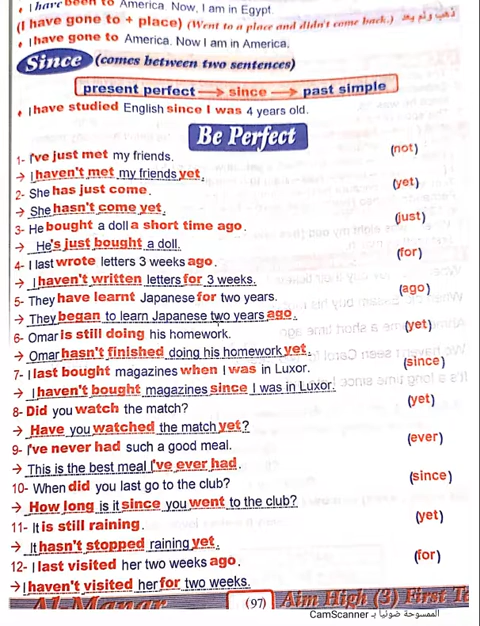 I have been to America. Now, I am in Egypt.
(I have gone to + place) (Went to a place and didn't come back.) ذهب ولم يعد
I have gone to America. Now I am in America.
Since (comes between two sentences)
present perfect → since → past simple
I have studied English since I was 4 years old.
Be Perfect
1- I've just met my friends. (not)
→ I haven't met my friends yet.
2- She has just come. (yet)
→ She hasn't come yet.
3- He bought a doll a short time ago. (just)
→ He's just bought a doll.
4- I last wrote letters 3 weeks ago. (for)
→ I haven't written letters for 3 weeks.
5- They have learnt Japanese for two years. (ago)
→ They began to learn Japanese two years ago.
6- Omar is still doing his homework. (yet)
→ Omar hasn't finished doing his homework yet.
7- I last bought magazines when I was in Luxor. (since)
→ I haven't bought magazines since I was in Luxor.
8- Did you watch the match? (yet)
→ Have you watched the match yet?
9- I've never had such a good meal. (ever)
→ This is the best meal I've ever had.
10- When did you last go to the club? (since)
→ How long is it since you went to the club?
11- It is still raining. (yet)
→ It hasn't stopped raining yet.
12- I last visited her two weeks ago. (for)
→ I haven't visited her for two weeks.
Al-Manar (97) Aim High (3) First Te
الممسوحة ضوئيا بـ CamScanner